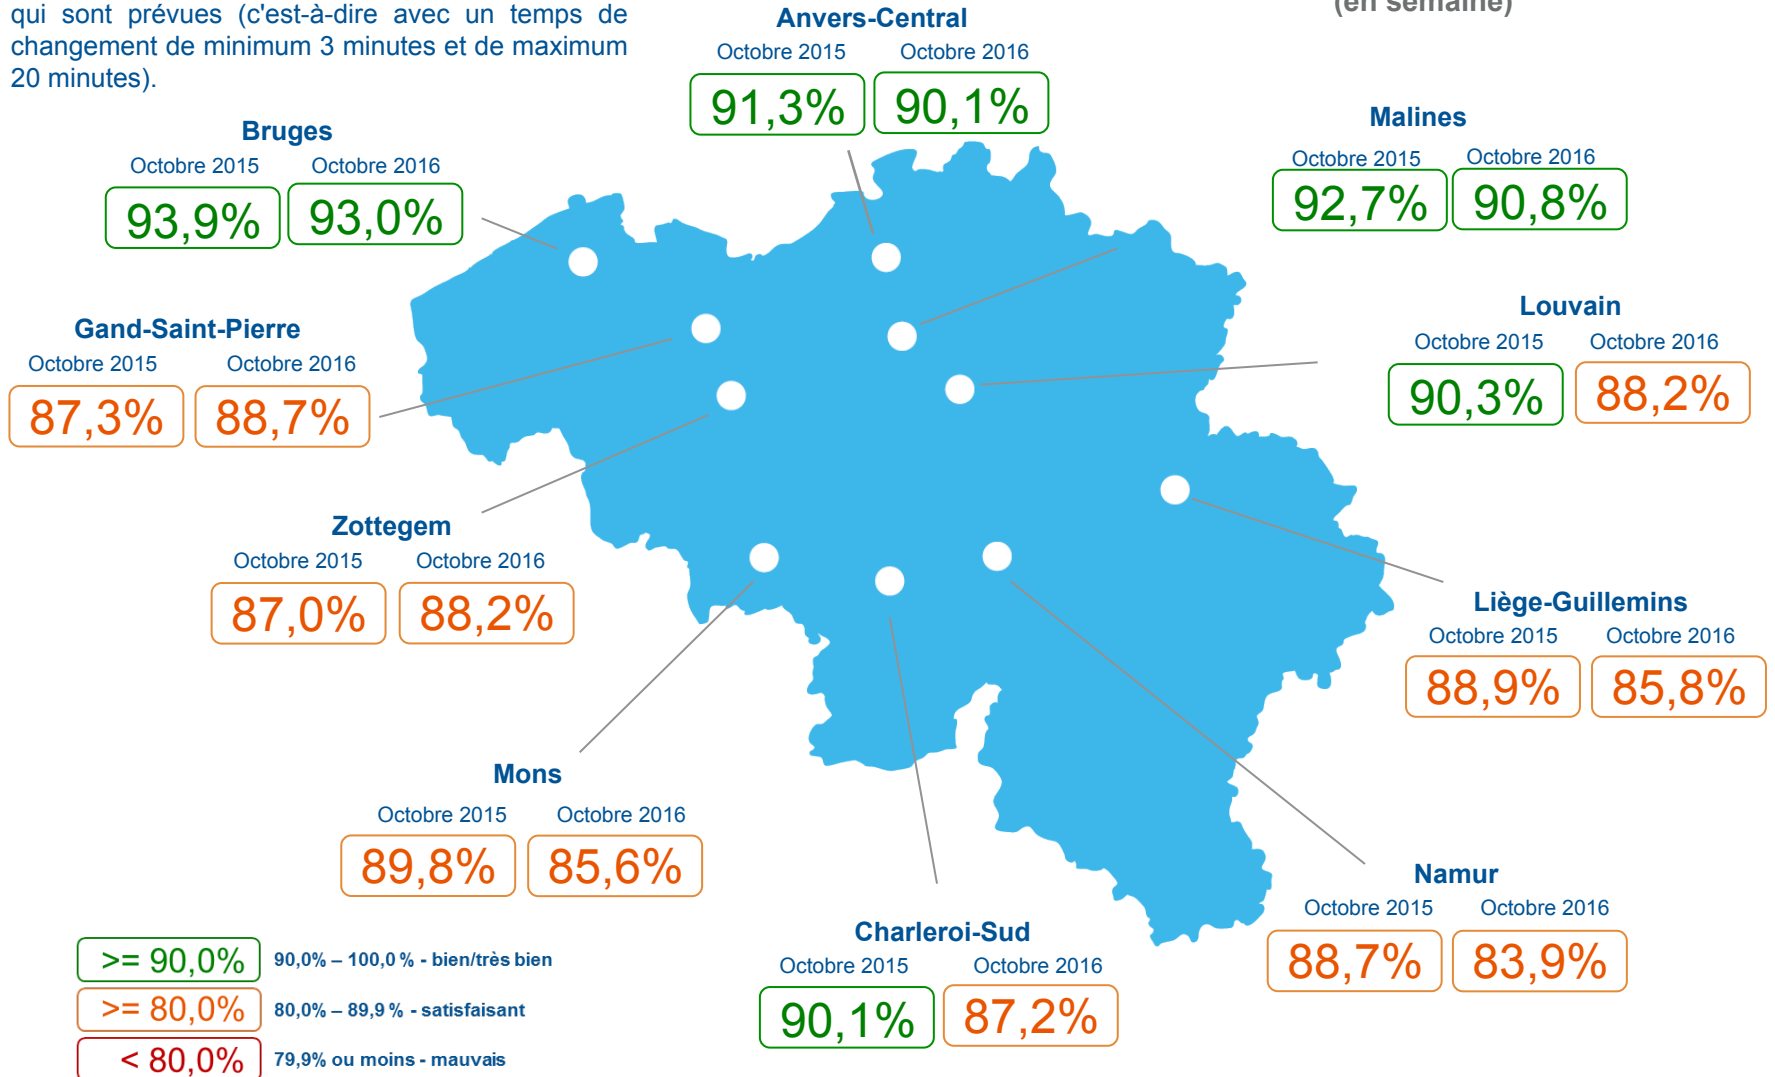 qui sont prévues (c'est-à-dire avec un temps de
changement de minimum 3 minutes et de maximum
20 minutes).
(en semaine)
Anvers-Central
Octobre 2015 Octobre 2016
91,3% 90,1%
Bruges
Octobre 2015 Octobre 2016
93,9% 93,0%
Malines
Octobre 2015 Octobre 2016
92,7% 90,8%
Gand-Saint-Pierre
Octobre 2015 Octobre 2016
87,3% 88,7%
Louvain
Octobre 2015 Octobre 2016
90,3% 88,2%
Zottegem
Octobre 2015 Octobre 2016
87,0% 88,2%
Liège-Guillemins
Octobre 2015 Octobre 2016
88,9% 85,8%
Mons
Octobre 2015 Octobre 2016
89,8% 85,6%
Namur
Octobre 2015 Octobre 2016
88,7% 83,9%
Charleroi-Sud
Octobre 2015 Octobre 2016
90,1% 87,2%
>= 90,0% 90,0% – 100,0 % - bien/très bien
>= 80,0% 80,0% – 89,9 % - satisfaisant
< 80,0% 79,9% ou moins - mauvais